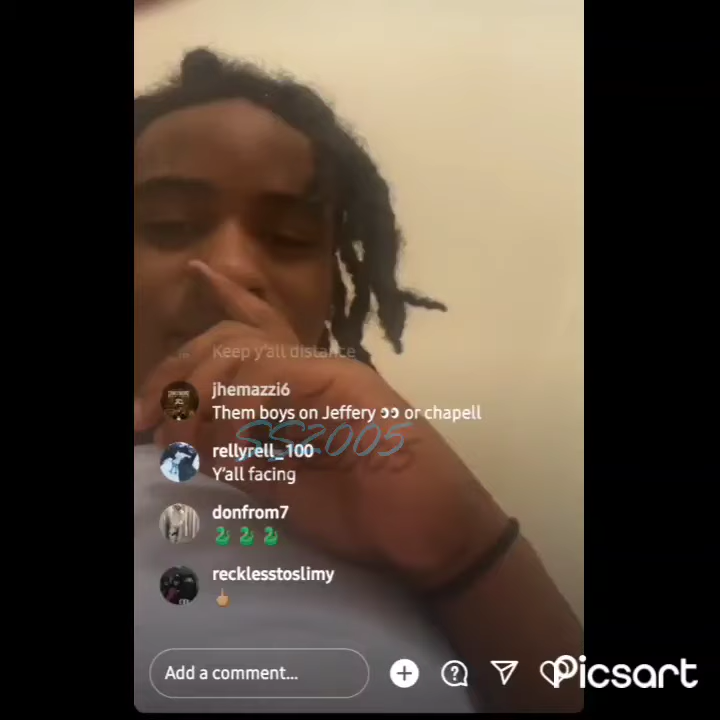 Keep y'all distance
jhemazzi6
Them boys on Jeffery 👀 or chapell
SS2005
rellyrell_100
Y'all facing
donfrom7
🐉 🐉 🐉
recklesstoslimy
🖕🏼
Add a comment...
Picsart